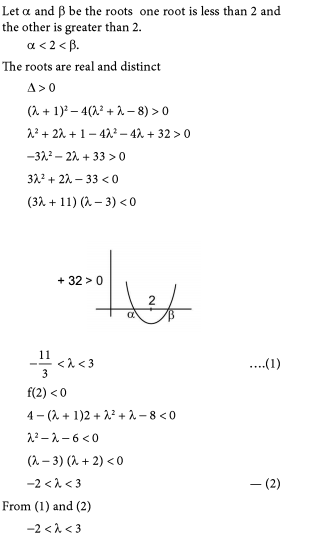 Let α and β be the roots one root is less than 2 and
the other is greater than 2.
α < 2 < β.
The roots are real and distinct
Δ > 0
(λ + 1)² – 4(λ² + λ – 8) > 0
λ² + 2λ + 1 – 4λ² – 4λ + 32 > 0
–3λ² – 2λ + 33 > 0
3λ² + 2λ – 33 < 0
(3λ + 11) (λ – 3) < 0
+ 32 > 0
2
α β
–11/3 < λ < 3 ....(1)
f(2) < 0
4 – (λ + 1)2 + λ² + λ – 8 < 0
λ² – λ – 6 < 0
(λ – 3) (λ + 2) < 0
–2 < λ < 3 — (2)
From (1) and (2)
–2 < λ < 3